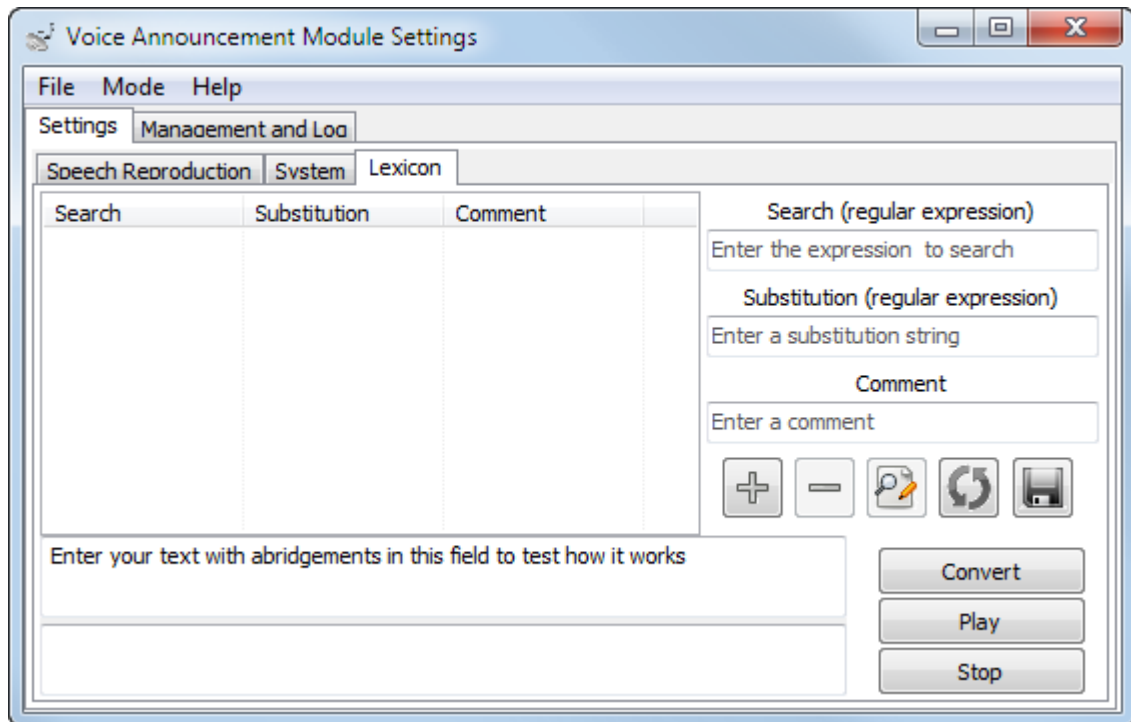 Voice Announcement Module Settings
File Mode Help
Settings Management and Log
Speech Reproduction System Lexicon
Search Substitution Comment
Search (regular expression)
Enter the expression  to search
Substitution (regular expression)
Enter a substitution string
Comment
Enter a comment
Enter your text with abridgements in this field to test how it works
Convert
Play
Stop